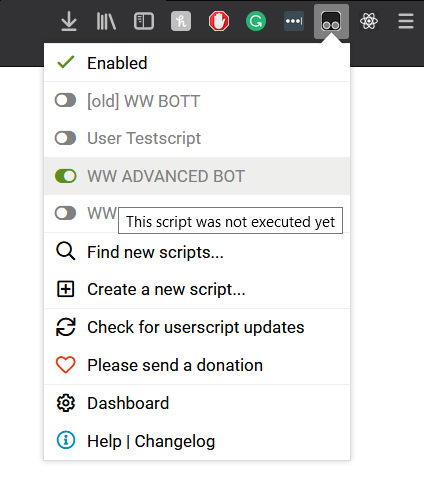 Enabled
[old] WW BOTT
User Testscript
WW ADVANCED BOT
WW
This script was not executed yet
Find new scripts...
Create a new script...
Check for userscript updates
Please send a donation
Dashboard
Help | Changelog